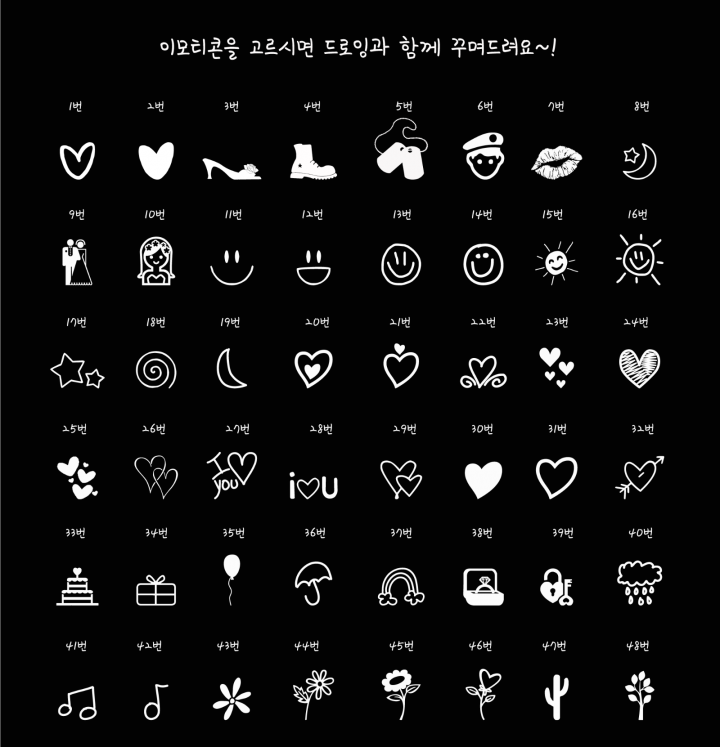 이모티콘을 고르시면 드로잉과 함께 꾸며드려요~!
1번 2번 3번 4번 5번 6번 7번 8번
9번 10번 11번 12번 13번 14번 15번 16번
17번 18번 19번 20번 21번 22번 23번 24번
25번 26번 27번 28번 29번 30번 31번 32번
I
YOU
i U
33번 34번 35번 36번 37번 38번 39번 40번
41번 42번 43번 44번 45번 46번 47번 48번